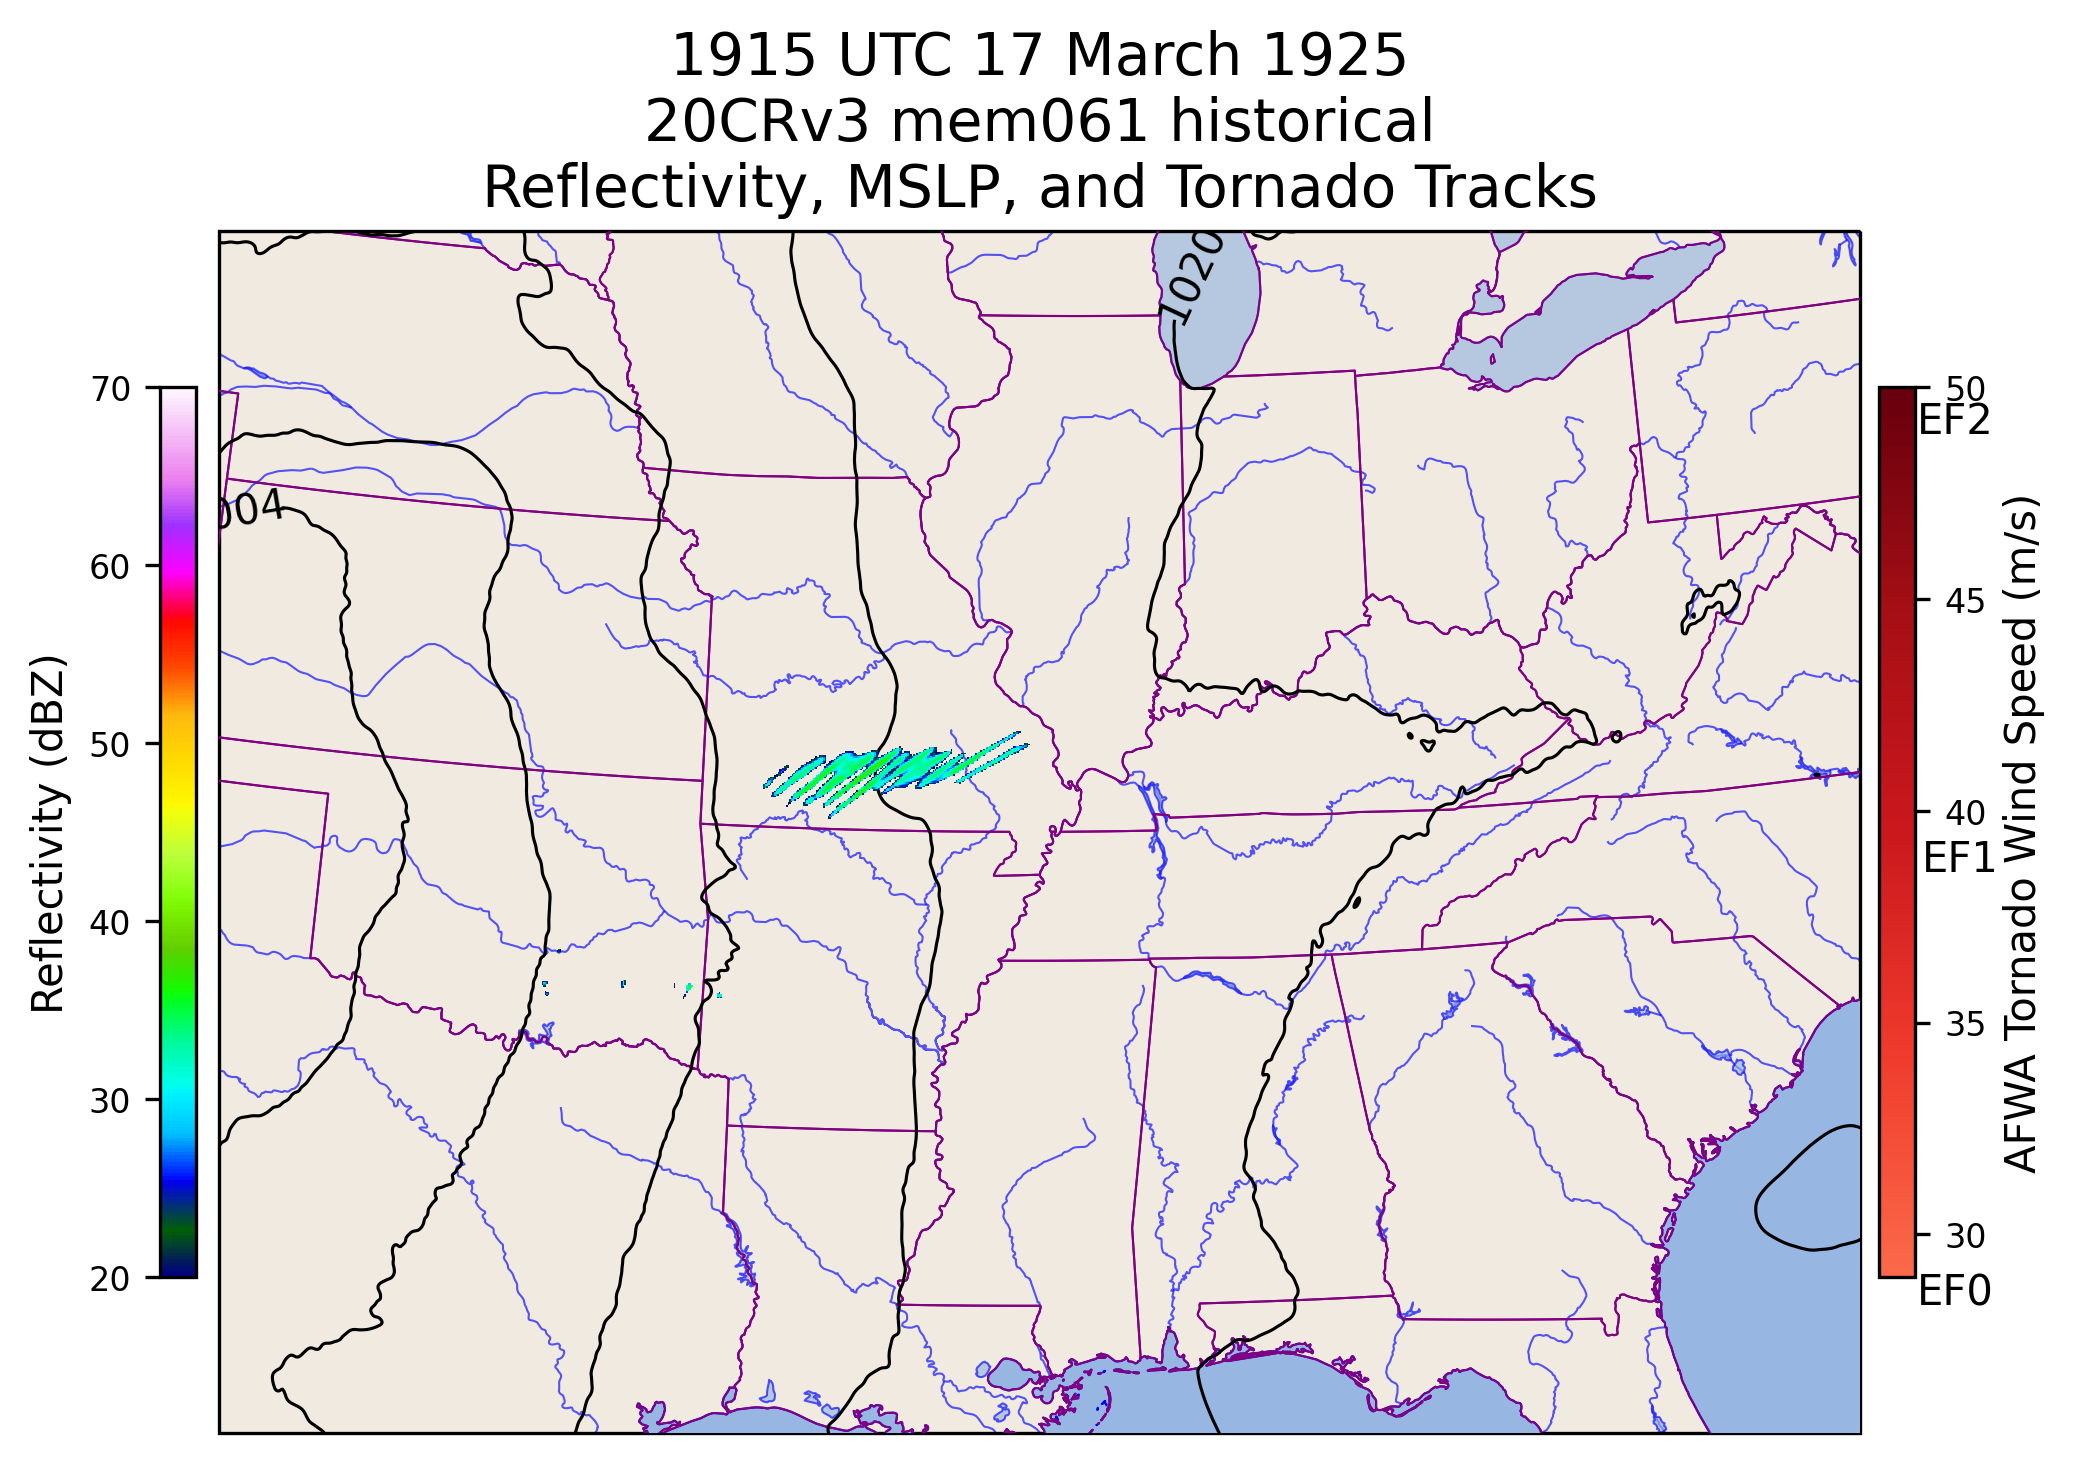 1915 UTC 17 March 1925
20CRv3 mem061 historical
Reflectivity, MSLP, and Tornado Tracks
1020
004
70
60
50
40
30
20
Reflectivity (dBZ)
50
EF2
45
40
EF1
35
30
EF0
AFWA Tornado Wind Speed (m/s)